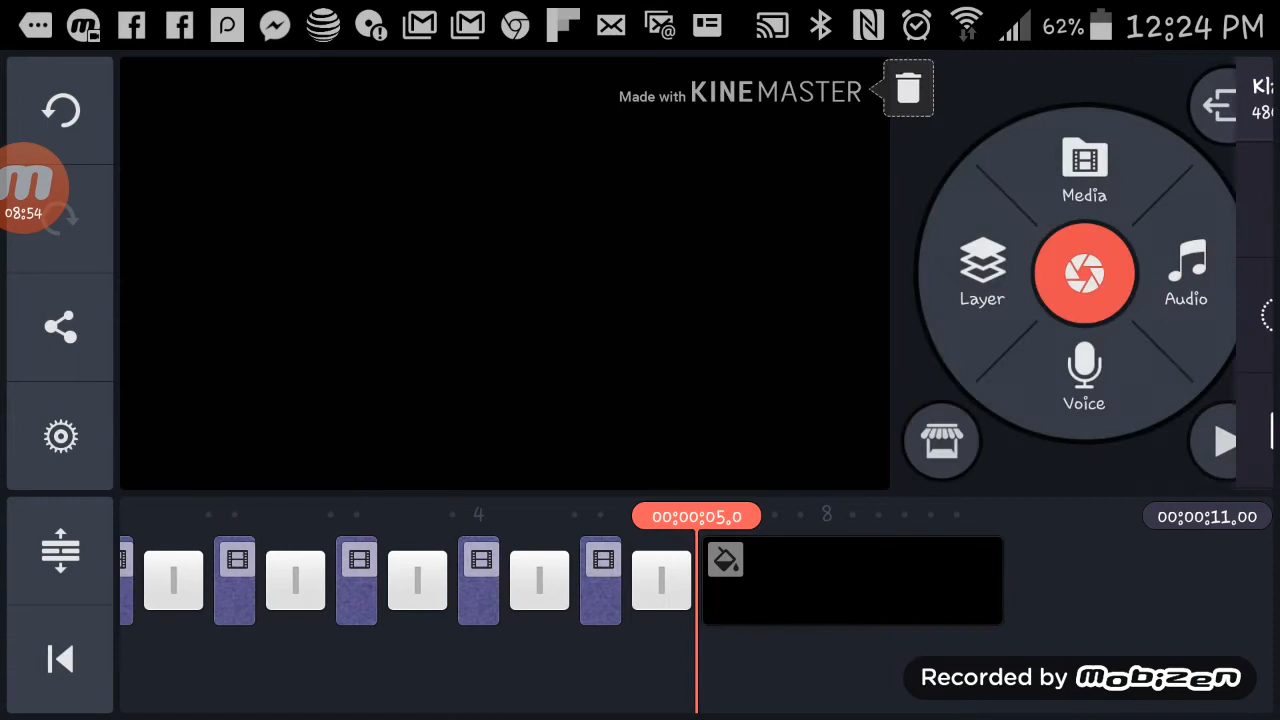 62% 12:24 PM
Made with KINEMASTER
08:54
Media
Layer
Audio
Voice
4
00:00:05.0
8
00:00:11.00
Recorded by mobizen